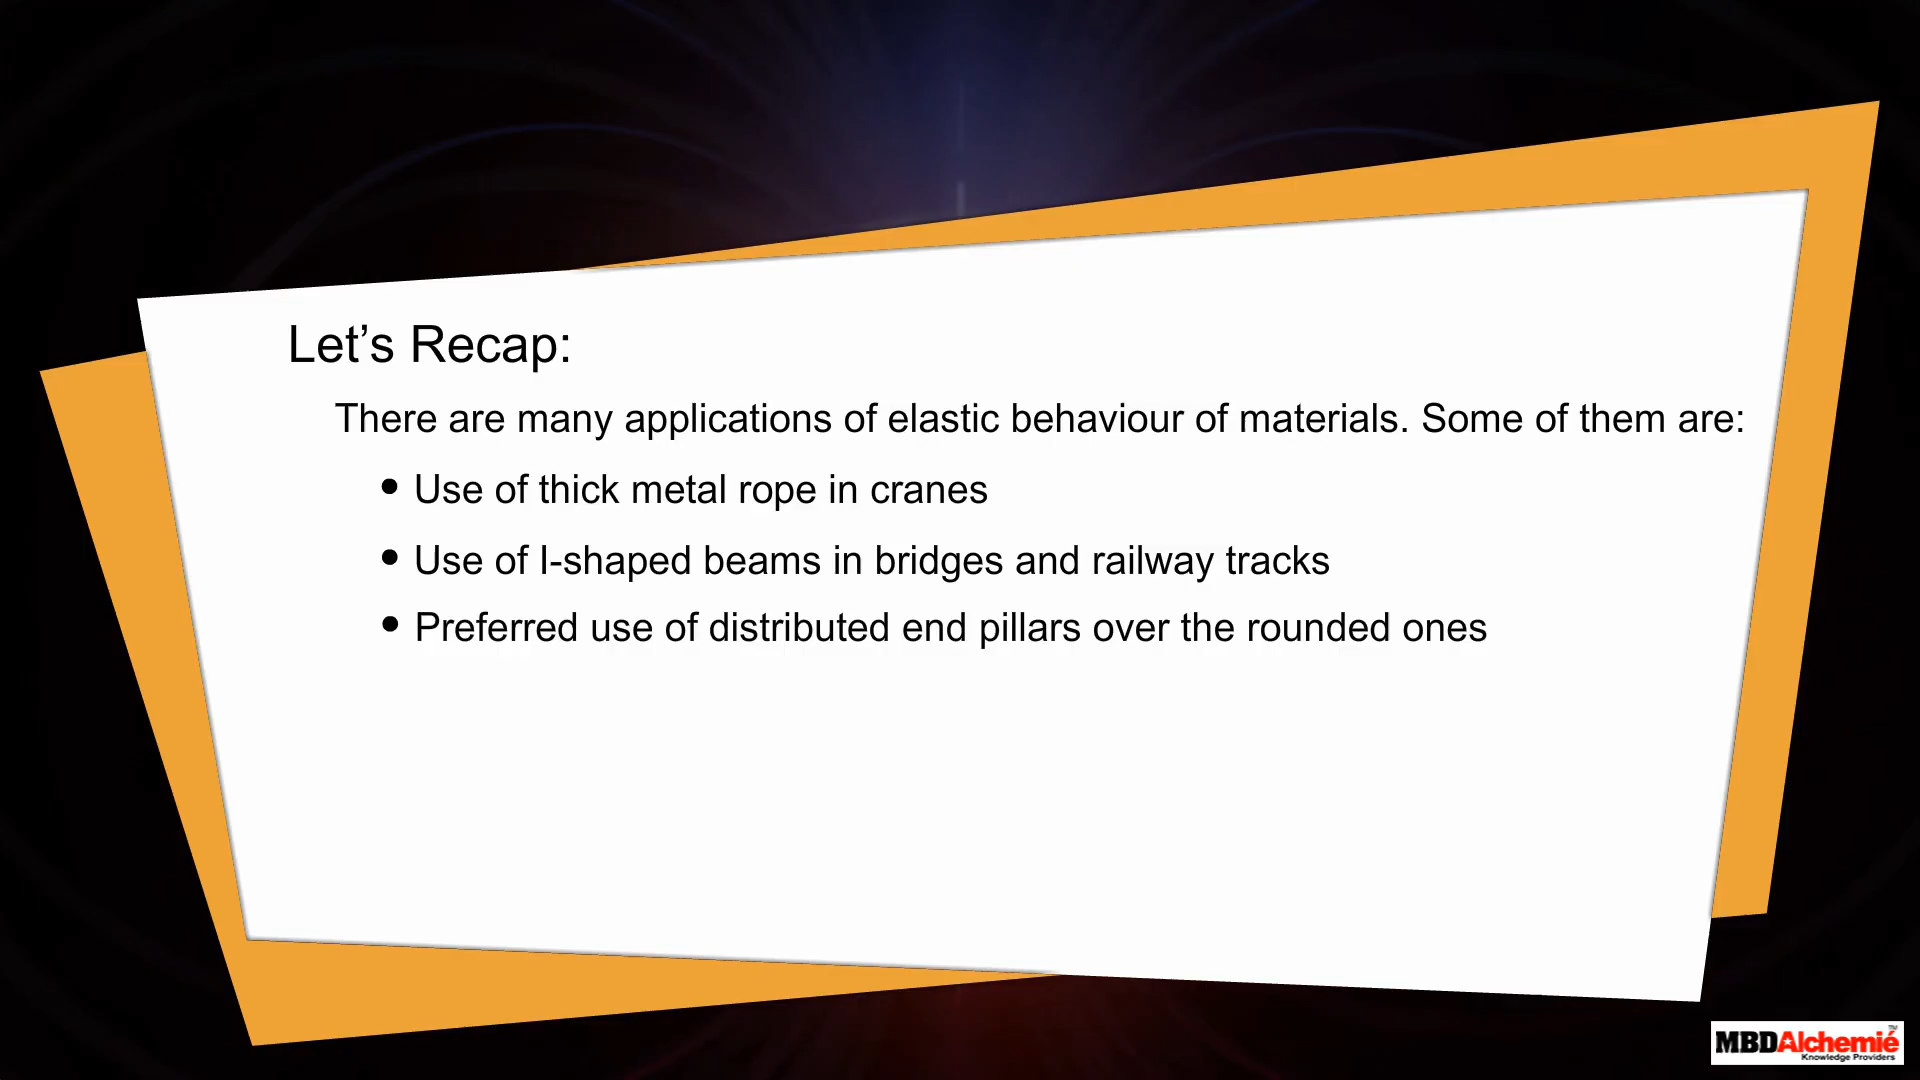 Let’s Recap:
There are many applications of elastic behaviour of materials. Some of them are:
• Use of thick metal rope in cranes
• Use of I-shaped beams in bridges and railway tracks
• Preferred use of distributed end pillars over the rounded ones
MBDAlchemié™
Knowledge Providers